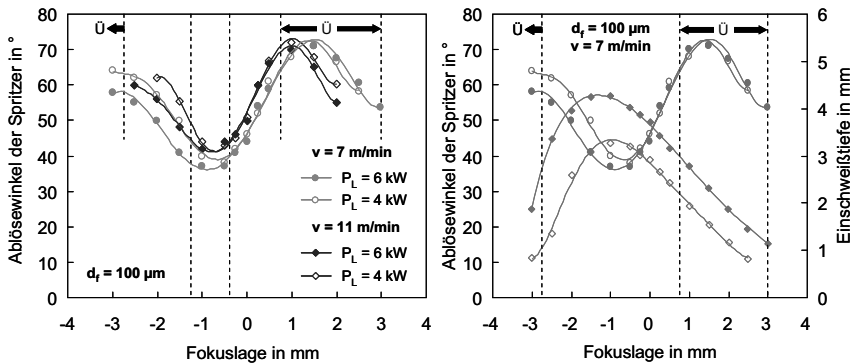 Ablösewinkel der Spritzer in °
80
70
60
50
40
30
20
10
0
Ü
Ü
v = 7 m/min
P_L = 6 kW
P_L = 4 kW
v = 11 m/min
P_L = 6 kW
P_L = 4 kW
d_f = 100 µm
-4 -3 -2 -1 0 1 2 3 4
Fokuslage in mm
Ablösewinkel der Spritzer in °
80
70
60
50
40
30
20
10
0
Ü
d_f = 100 µm
v = 7 m/min
Ü
6
5
4
3
2
1
0
Einschweißtiefe in mm
-4 -3 -2 -1 0 1 2 3 4
Fokuslage in mm